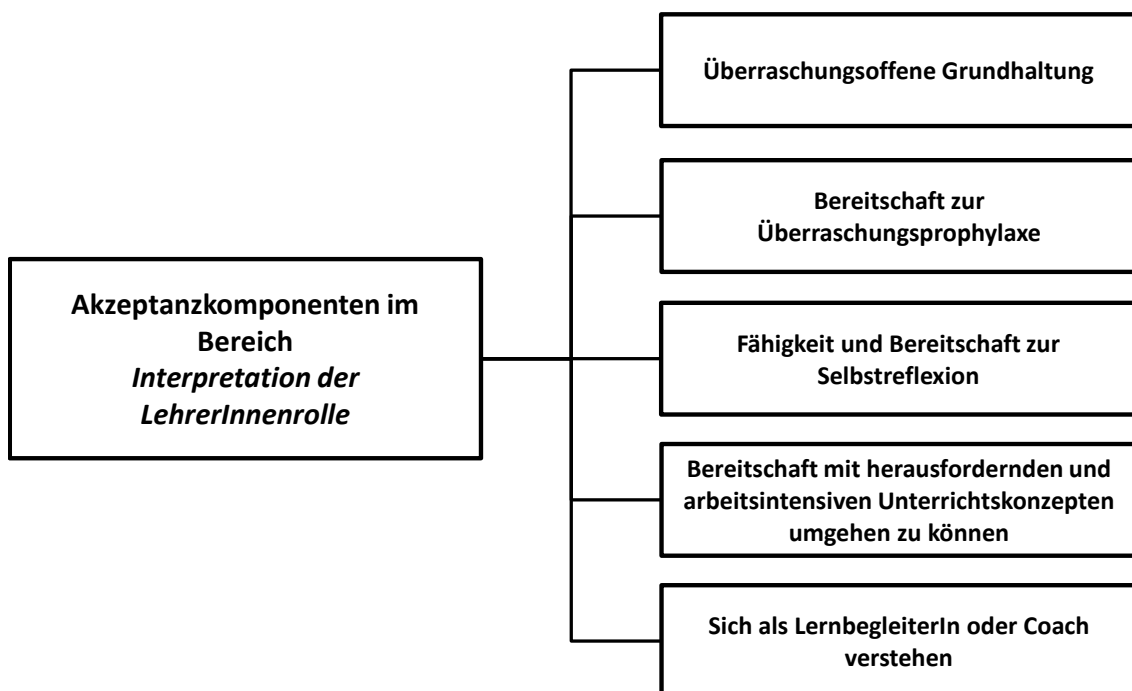 Akzeptanzkomponenten im
Bereich
Interpretation der
LehrerInnenrolle
Überraschungsoffene Grundhaltung
Bereitschaft zur
Überraschungsprophylaxe
Fähigkeit und Bereitschaft zur
Selbstreflexion
Bereitschaft mit herausfordernden und
arbeitsintensiven Unterrichtskonzepten
umgehen zu können
Sich als LernbegleiterIn oder Coach
verstehen